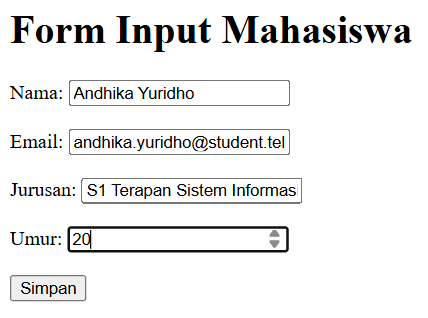 Form Input Mahasiswa
Nama: Andhika Yuridho
Email: andhika.yuridho@student.tel
Jurusan: S1 Terapan Sistem Informasi
Umur: 20
Simpan